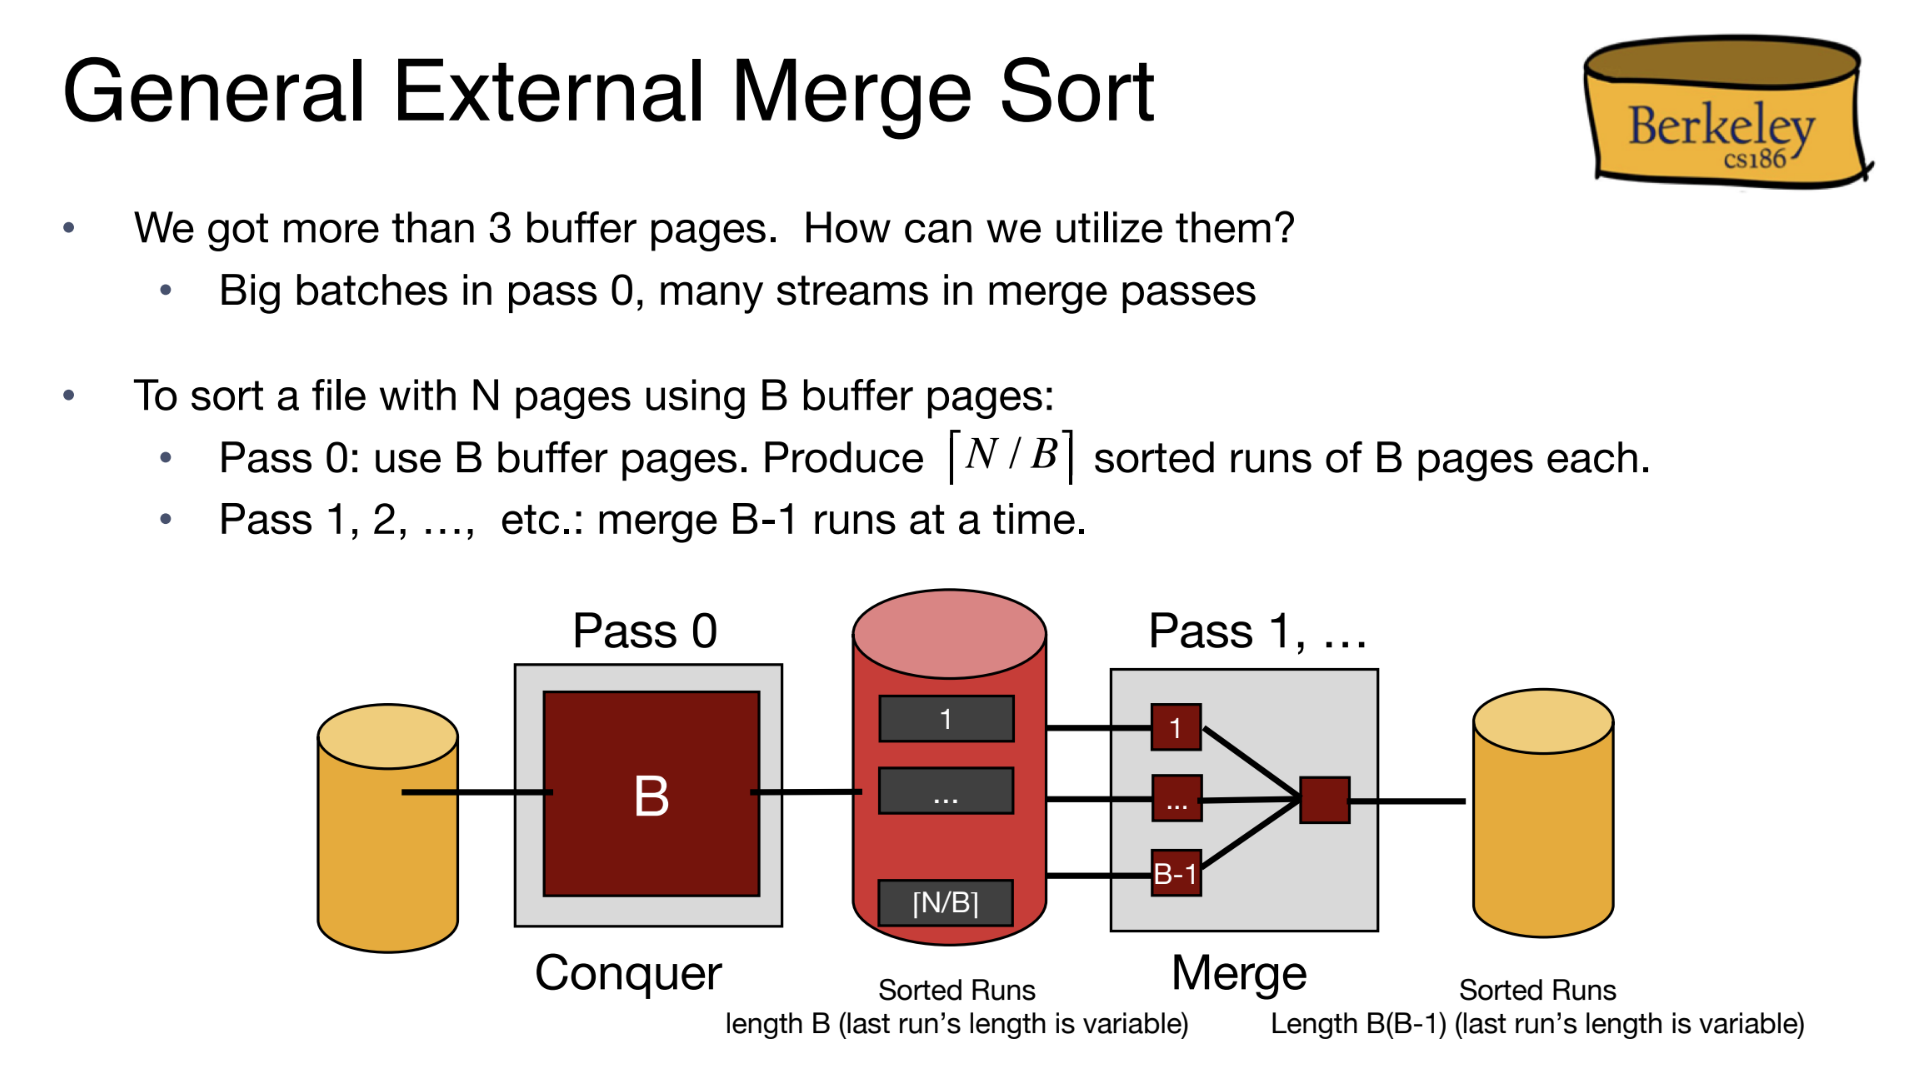 General External Merge Sort
Berkeley
cs186
• We got more than 3 buffer pages.  How can we utilize them?
• Big batches in pass 0, many streams in merge passes
• To sort a file with N pages using B buffer pages:
• Pass 0: use B buffer pages. Produce ⌈N / B⌉ sorted runs of B pages each.
• Pass 1, 2, …,  etc.: merge B-1 runs at a time.
Pass 0
Pass 1, …
B
1
...
⌈N/B⌉
1
...
B-1
Conquer
Sorted Runs
length B (last run’s length is variable)
Merge
Sorted Runs
Length B(B-1) (last run’s length is variable)